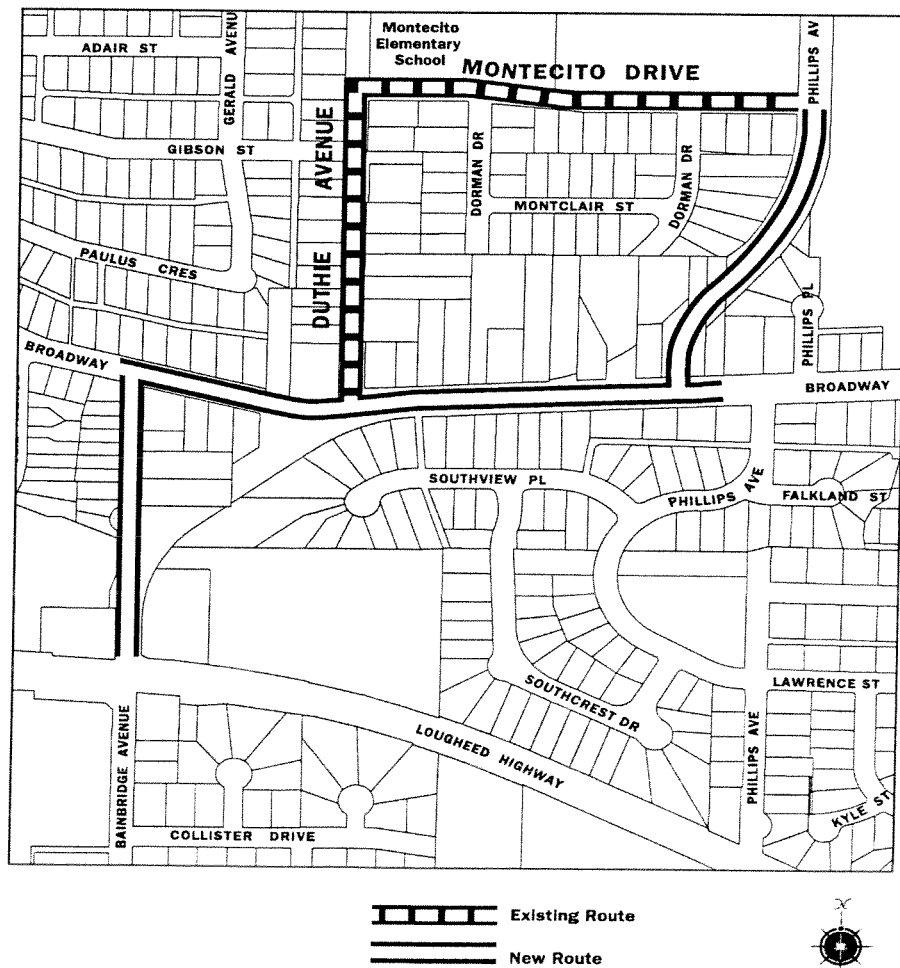 Montecito
Elementary
School
MONTECITO DRIVE
PHILLIPS AV
ADAIR ST
GERALD AVENU
GIBSON ST
DUTHIE AVENUE
DORMAN DR
DORMAN DR
MONTCLAIR ST
PAULUS CRES
PHILLIPS PL
BROADWAY
BROADWAY
SOUTHVIEW PL
PHILLIPS AVE
FALKLAND ST
LAWRENCE ST
SOUTHCREST DR
LOUGHEED HIGHWAY
PHILLIPS AVE
BAINBRIDGE AVENUE
KYLE ST
COLLISTER DRIVE
Existing Route
New Route